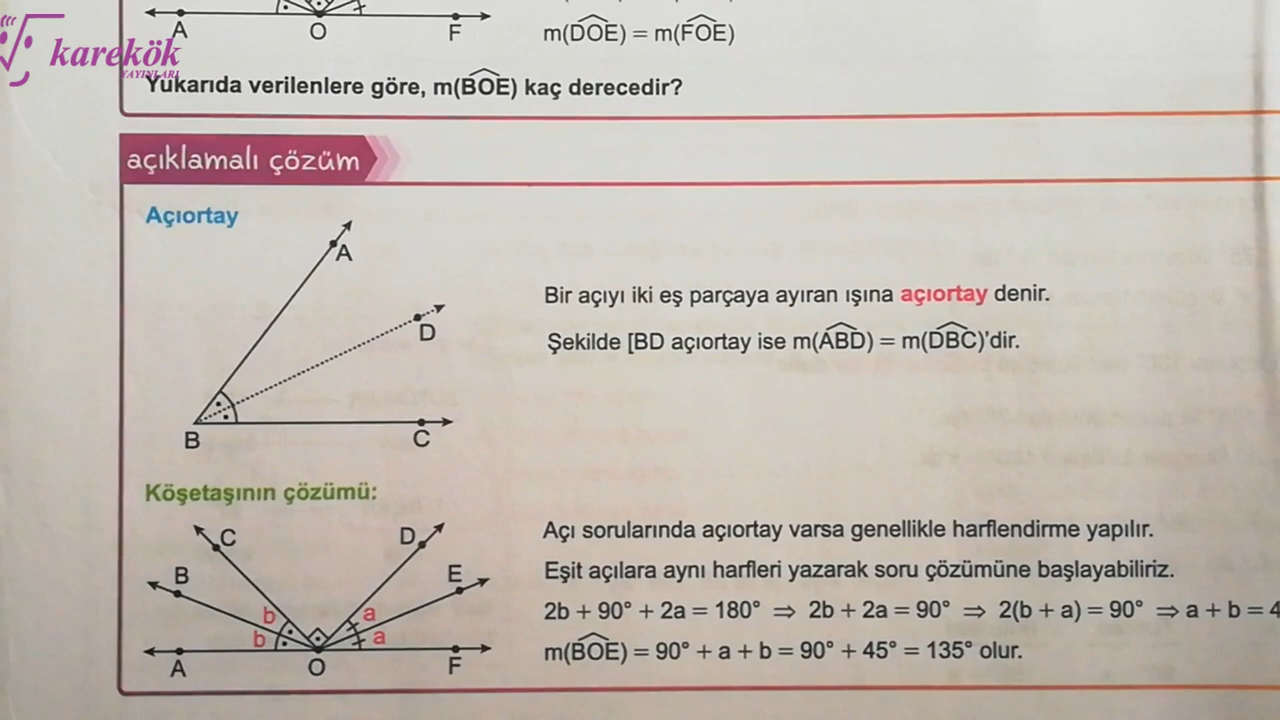 A O F
m(DOE) = m(FOE)
karekök
YAYINLARI
Yukarıda verilenlere göre, m(BOE) kaç derecedir?
açıklamalı çözüm
Açıortay
A
D
B C
Bir açıyı iki eş parçaya ayıran ışına açıortay denir.
Şekilde [BD açıortay ise m(ABD) = m(DBC)'dir.
Köşetaşının çözümü:
C D
B E
b a
b a
A O F
Açı sorularında açıortay varsa genellikle harflendirme yapılır.
Eşit açılara aynı harfleri yazarak soru çözümüne başlayabiliriz.
2b + 90° + 2a = 180° ⇒ 2b + 2a = 90° ⇒ 2(b + a) = 90° ⇒ a + b = 4
m(BOE) = 90° + a + b = 90° + 45° = 135° olur.